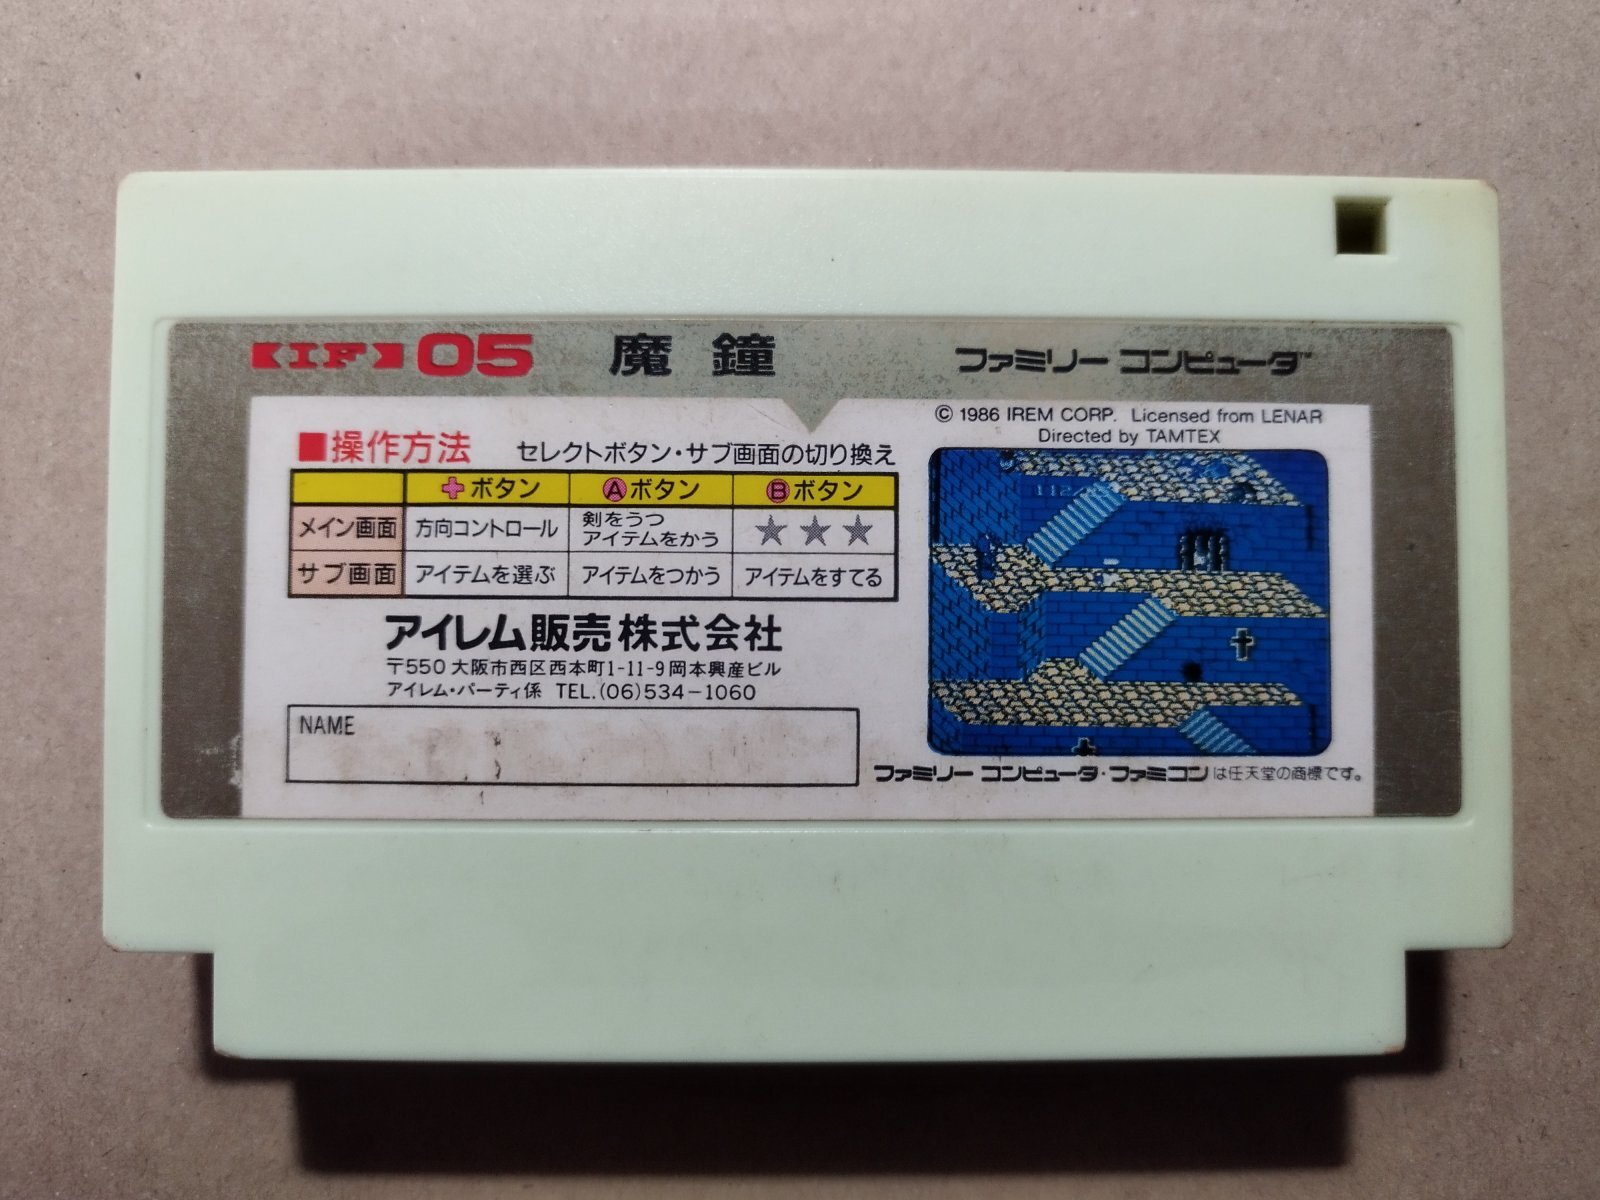 IF 05 魔鐘 ファミリー コンピュータ™
© 1986 IREM CORP. Licensed from LENAR
Directed by TAMTEX
■操作方法 セレクトボタン・サブ画面の切り換え
+ボタン Ⓐボタン Ⓑボタン
メイン画面 方向コントロール 剣をうつ
アイテムをかう ★★★
サブ画面 アイテムを選ぶ アイテムをつかう アイテムをすてる
アイレム販売株式会社
〒550 大阪市西区西本町1-11-9 岡本興産ビル
アイレム・パーティ係 TEL.(06)534-1060
NAME
112
ファミリー コンピュータ・ファミコンは任天堂の商標です。